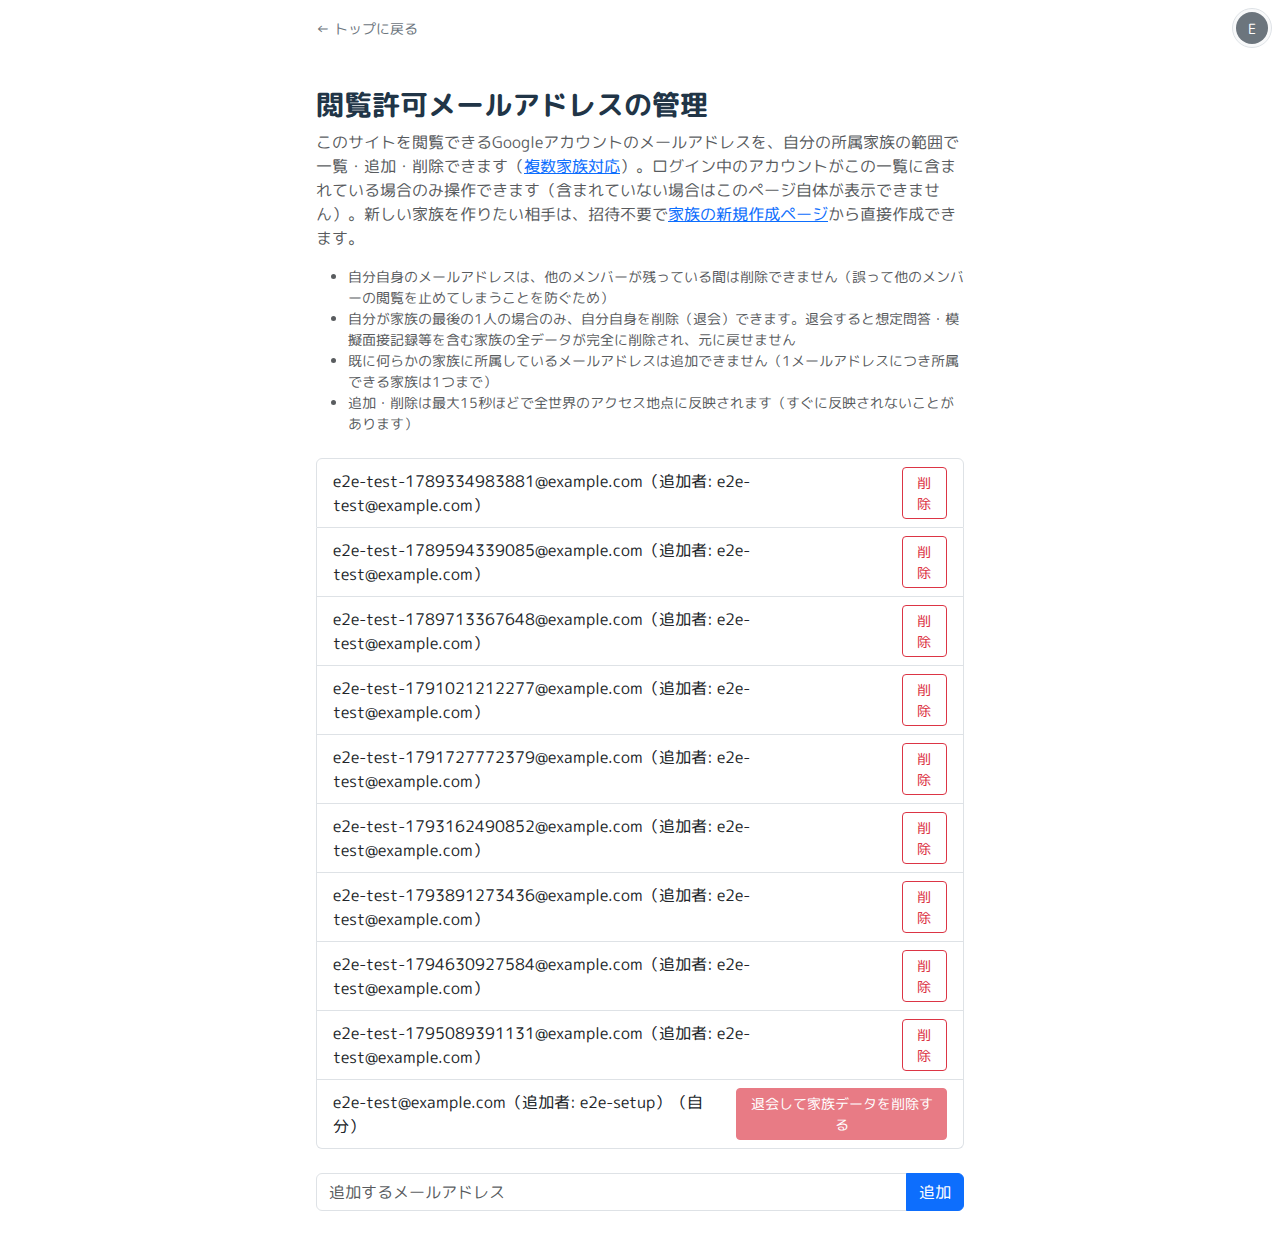 ← トップに戻る
E
閲覧許可メールアドレスの管理
このサイトを閲覧できるGoogleアカウントのメールアドレスを、自分の所属家族の範囲で
一覧・追加・削除できます（複数家族対応）。ログイン中のアカウントがこの一覧に含ま
れている場合のみ操作できます（含まれていない場合はこのページ自体が表示できませ
ん）。新しい家族を作りたい相手は、招待不要で家族の新規作成ページから直接作成でき
ます。
自分自身のメールアドレスは、他のメンバーが残っている間は削除できません（誤って他のメンバ
ーの閲覧を止めてしまうことを防ぐため）
自分が家族の最後の1人の場合のみ、自分自身を削除（退会）できます。退会すると想定問答・模
擬面接記録等を含む家族の全データが完全に削除され、元に戻せません
既に何らかの家族に所属しているメールアドレスは追加できません（1メールアドレスにつき所属
できる家族は1つまで）
追加・削除は最大15秒ほどで全世界のアクセス地点に反映されます（すぐに反映されないことが
あります）
e2e-test-1789334983881@example.com（追加者: e2e-
test@example.com）
削
除
e2e-test-1789594339085@example.com（追加者: e2e-
test@example.com）
削
除
e2e-test-1789713367648@example.com（追加者: e2e-
test@example.com）
削
除
e2e-test-1791021212277@example.com（追加者: e2e-
test@example.com）
削
除
e2e-test-1791727772379@example.com（追加者: e2e-
test@example.com）
削
除
e2e-test-1793162490852@example.com（追加者: e2e-
test@example.com）
削
除
e2e-test-1793891273436@example.com（追加者: e2e-
test@example.com）
削
除
e2e-test-1794630927584@example.com（追加者: e2e-
test@example.com）
削
除
e2e-test-1795089391131@example.com（追加者: e2e-
test@example.com）
削
除
e2e-test@example.com（追加者: e2e-setup）（自
分）
退会して家族データを削除す
る
追加するメールアドレス
追加